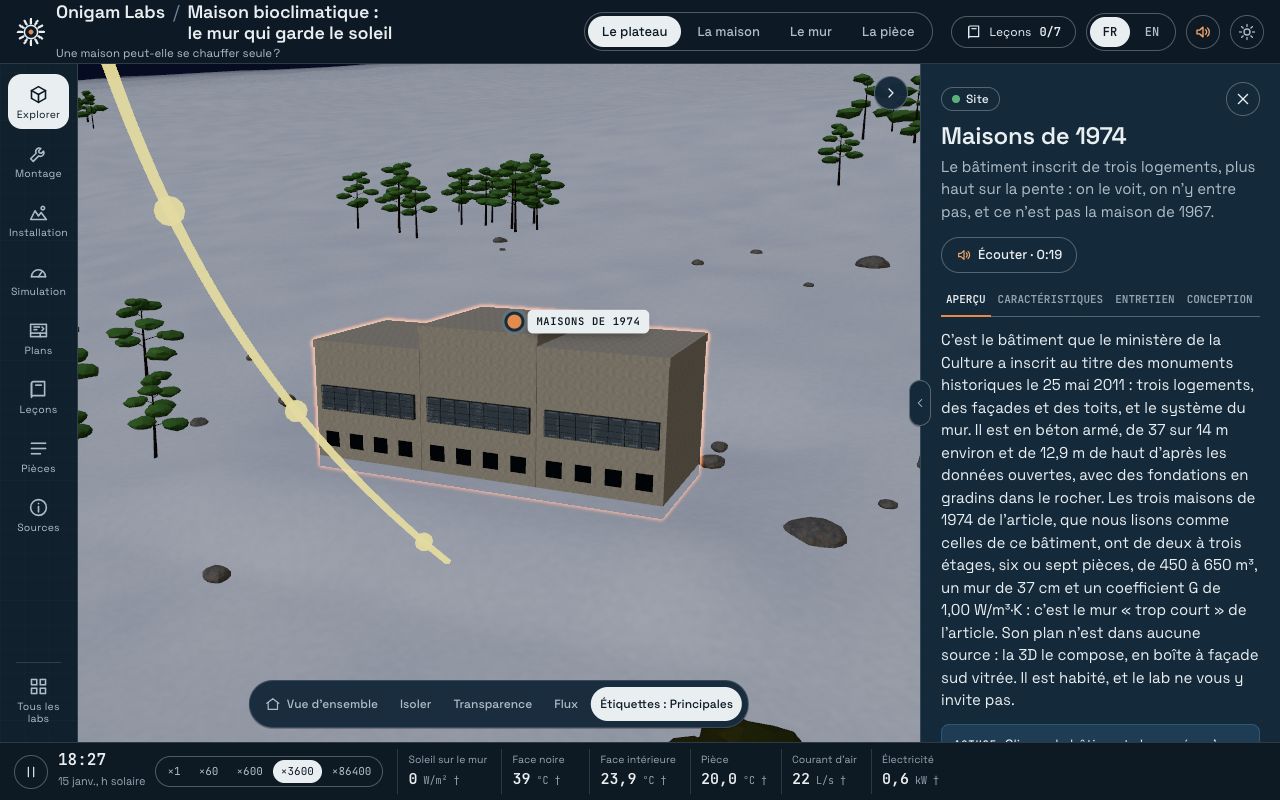 Onigam Labs / Maison bioclimatique :
le mur qui garde le soleil
Une maison peut-elle se chauffer seule ?
Le plateau
La maison
Le mur
La pièce
Leçons 0/7
FR
EN
Explorer
Montage
Installation
Simulation
Plans
Leçons
Pièces
Sources
Tous les
labs
MAISONS DE 1974
Site
Maisons de 1974
Le bâtiment inscrit de trois logements, plus
haut sur la pente : on le voit, on n'y entre
pas, et ce n'est pas la maison de 1967.
Écouter · 0:19
APERÇU
CARACTÉRISTIQUES
ENTRETIEN
CONCEPTION
C'est le bâtiment que le ministère de la
Culture a inscrit au titre des monuments
historiques le 25 mai 2011 : trois logements,
des façades et des toits, et le système du
mur. Il est en béton armé, de 37 sur 14 m
environ et de 12,9 m de haut d'après les
données ouvertes, avec des fondations en
gradins dans le rocher. Les trois maisons de
1974 de l'article, que nous lisons comme
celles de ce bâtiment, ont de deux à trois
étages, six ou sept pièces, de 450 à 650 m³,
un mur de 37 cm et un coefficient G de
1,00 W/m³·K : c'est le mur « trop court » de
l'article. Son plan n'est dans aucune
source : la 3D le compose, en boîte à façade
sud vitrée. Il est habité, et le lab ne vous y
invite pas.
Vue d'ensemble
Isoler
Transparence
Flux
Étiquettes : Principales
18:27
15 janv., h solaire
×1
×60
×600
×3600
×86400
Soleil sur le mur
0 W/m² †
Face noire
39 °C †
Face intérieure
23,9 °C †
Pièce
20,0 °C †
Courant d'air
22 L/s †
Électricité
0,6 kW †